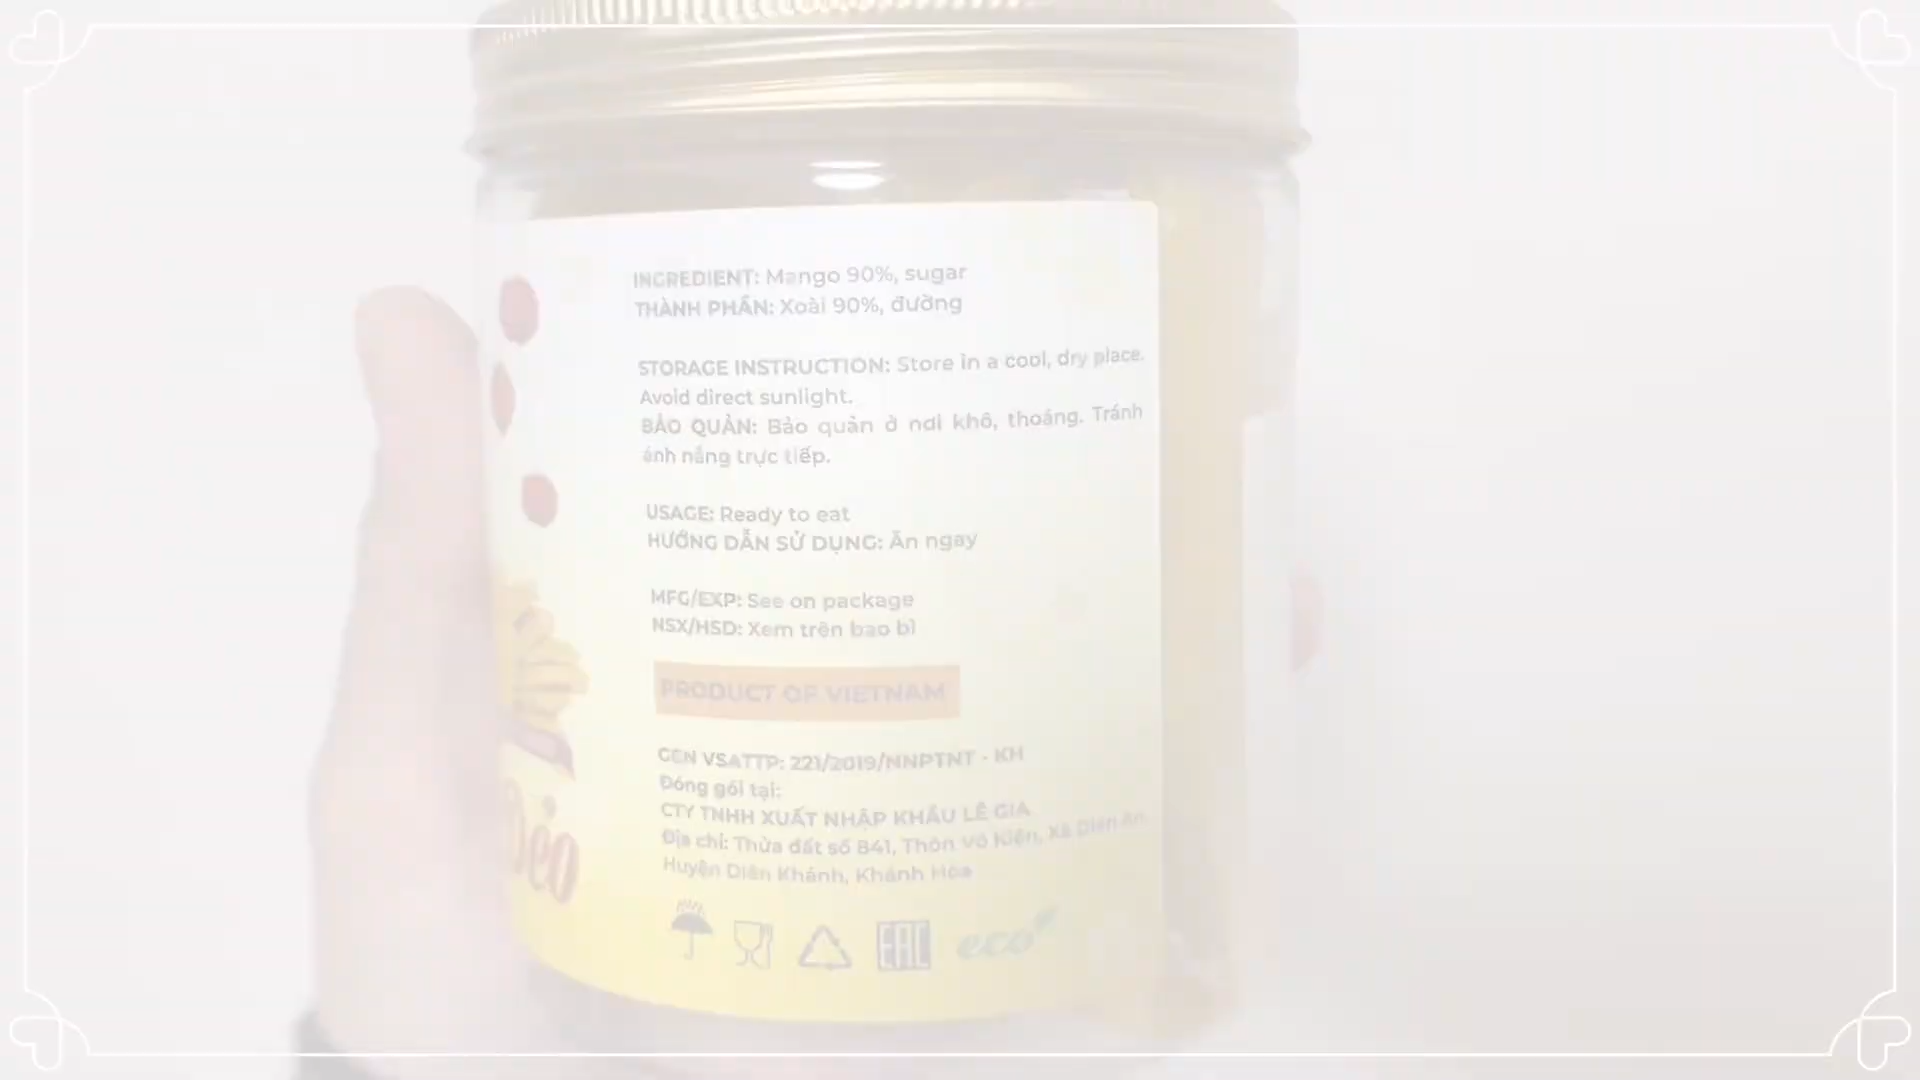 INGREDIENT: Mango 90%, sugar
THÀNH PHẦN: Xoài 90%, đường
STORAGE INSTRUCTION: Store in a cool, dry place.
Avoid direct sunlight.
BẢO QUẢN: Bảo quản ở nơi khô, thoáng. Tránh
ánh nắng trực tiếp.
USAGE: Ready to eat
HƯỚNG DẪN SỬ DỤNG: Ăn ngay
MFG/EXP: See on package
NSX/HSD: Xem trên bao bì
PRODUCT OF VIETNAM
GCN VSATTP: 221/2019/NNPTNT - KH
Đóng gói tại:
CTY TNHH XUẤT NHẬP KHẨU LÊ GIA
Địa chỉ: Thửa đất số 841, Thôn Võ Kiện, Xã Diên An
Huyện Diên Khánh, Khánh Hòa
Dẻo
EAC
eco